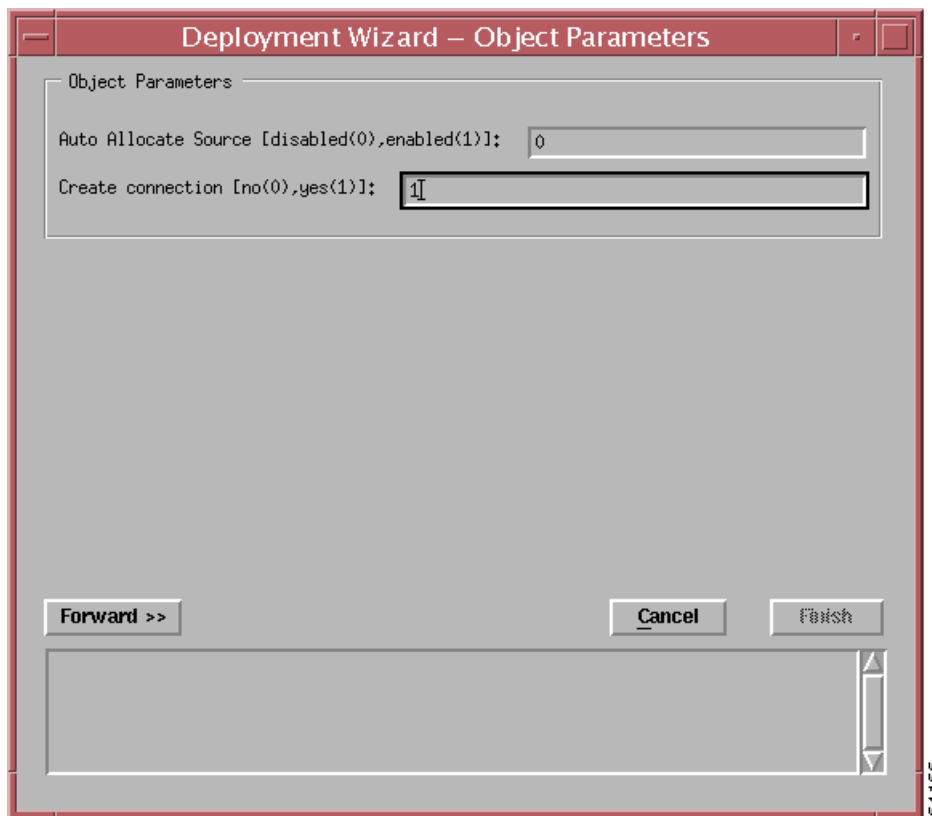 Deployment Wizard – Object Parameters
Object Parameters
Auto Allocate Source [disabled(0),enabled(1)]:
0
Create connection [no(0),yes(1)]:
1
Forward >>
Cancel
Finish